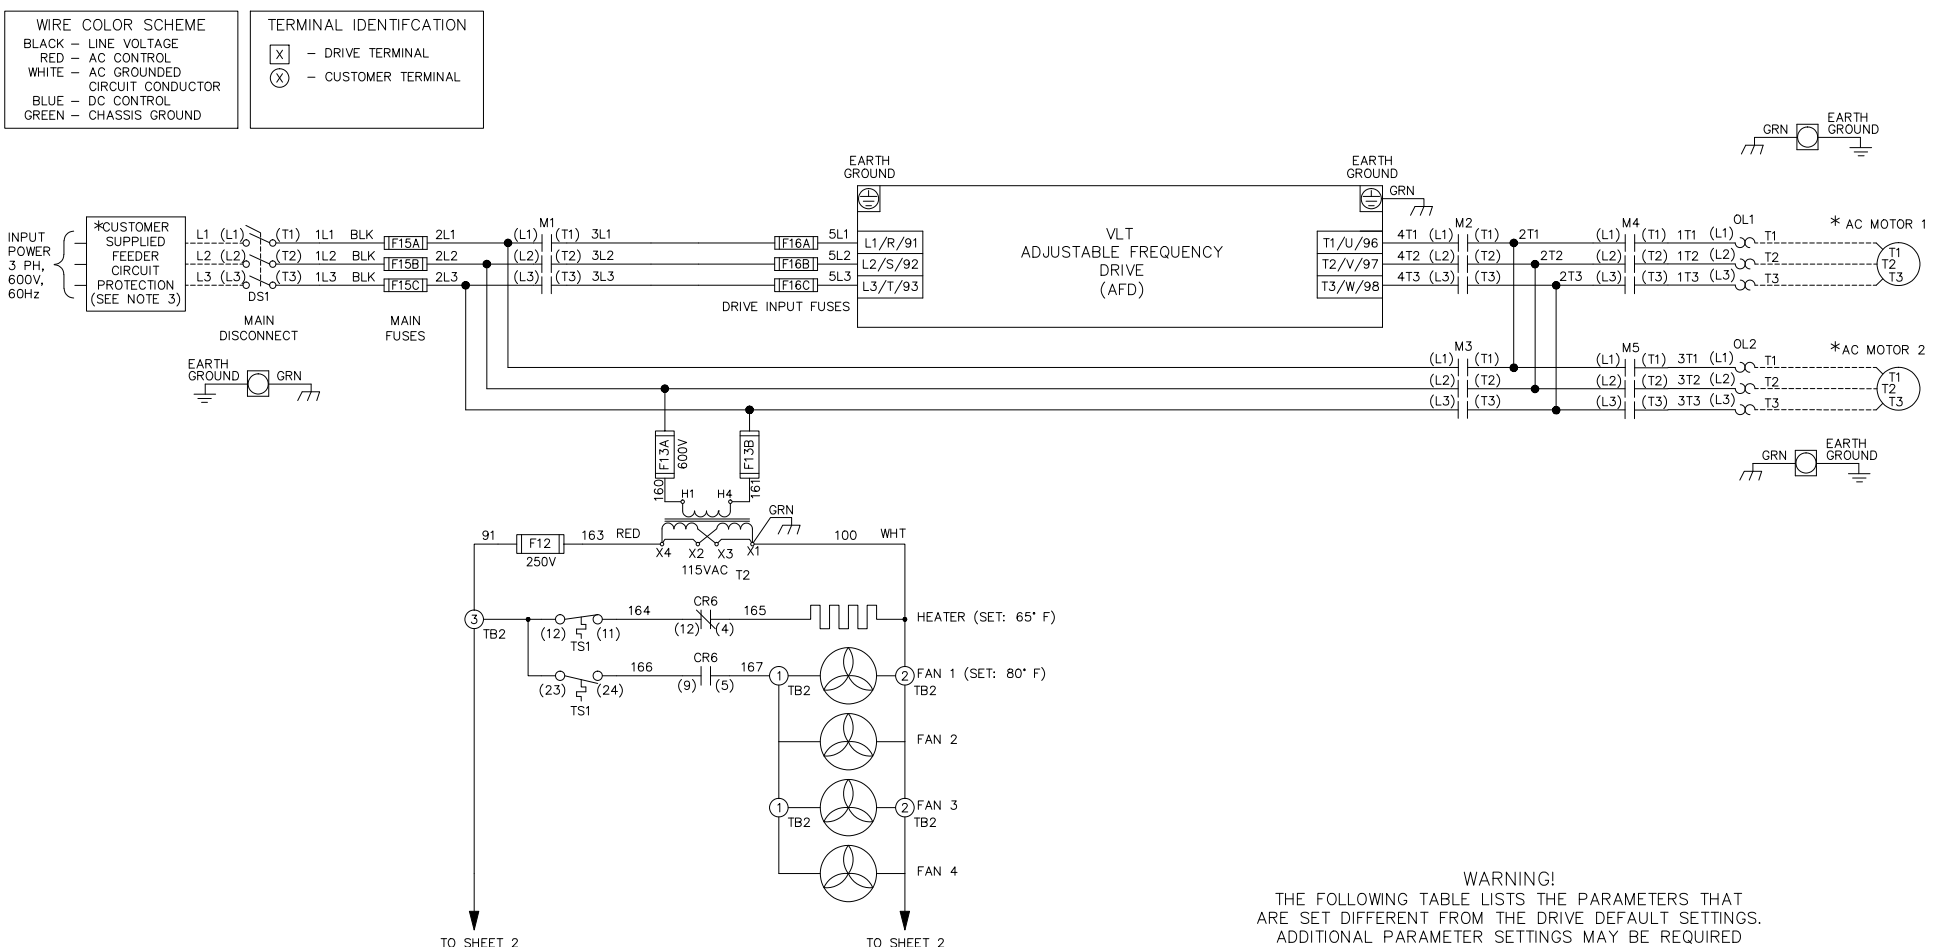 WIRE COLOR SCHEME
BLACK – LINE VOLTAGE
RED – AC CONTROL
WHITE – AC GROUNDED
CIRCUIT CONDUCTOR
BLUE – DC CONTROL
GREEN – CHASSIS GROUND
TERMINAL IDENTIFCATION
X – DRIVE TERMINAL
X – CUSTOMER TERMINAL
GRN
EARTH
GROUND
INPUT
POWER
3 PH,
600V,
60Hz
*CUSTOMER
SUPPLIED
FEEDER
CIRCUIT
PROTECTION
(SEE NOTE 3)
L1 (L1) (T1) 1L1 BLK F15A 2L1
L2 (L2) (T2) 1L2 BLK F15B 2L2
L3 (L3) (T3) 1L3 BLK F15C 2L3
DS1
MAIN
DISCONNECT
MAIN
FUSES
EARTH
GROUND
GRN
M1
(L1) (T1) 3L1 F16A 5L1
(L2) (T2) 3L2 F16B 5L2
(L3) (T3) 3L3 F16C 5L3
DRIVE INPUT FUSES
EARTH
GROUND
L1/R/91
L2/S/92
L3/T/93
VLT
ADJUSTABLE FREQUENCY
DRIVE
(AFD)
EARTH
GROUND
GRN
T1/U/96
T2/V/97
T3/W/98
M2 M4 OL1
4T1 (L1) (T1) 2T1 (L1) (T1) 1T1 (L1) T1
4T2 (L2) (T2) 2T2 (L2) (T2) 1T2 (L2) T2
4T3 (L3) (T3) 2T3 (L3) (T3) 1T3 (L3) T3
* AC MOTOR 1
T1
T2
T3
M3 M5 OL2
(L1) (T1) (L1) (T1) 3T1 (L1) T1
(L2) (T2) (L2) (T2) 3T2 (L2) T2
(L3) (T3) (L3) (T3) 3T3 (L3) T3
*AC MOTOR 2
T1
T2
T3
GRN
EARTH
GROUND
F13A
600V
F13B
160
161
H1 H4
GRN
91 F12 163 RED
250V
X4 X2 X3 X1
115VAC T2
100 WHT
3
TB2
(12) (11)
TS1
164
CR6
(12) (4)
165
HEATER (SET: 65° F)
(23) (24)
TS1
166
CR6
(9) (5)
167
1
TB2
2
TB2
FAN 1 (SET: 80° F)
FAN 2
1
TB2
2
TB2
FAN 3
FAN 4
TO SHEET 2
TO SHEET 2
WARNING!
THE FOLLOWING TABLE LISTS THE PARAMETERS THAT
ARE SET DIFFERENT FROM THE DRIVE DEFAULT SETTINGS.
ADDITIONAL PARAMETER SETTINGS MAY BE REQUIRED